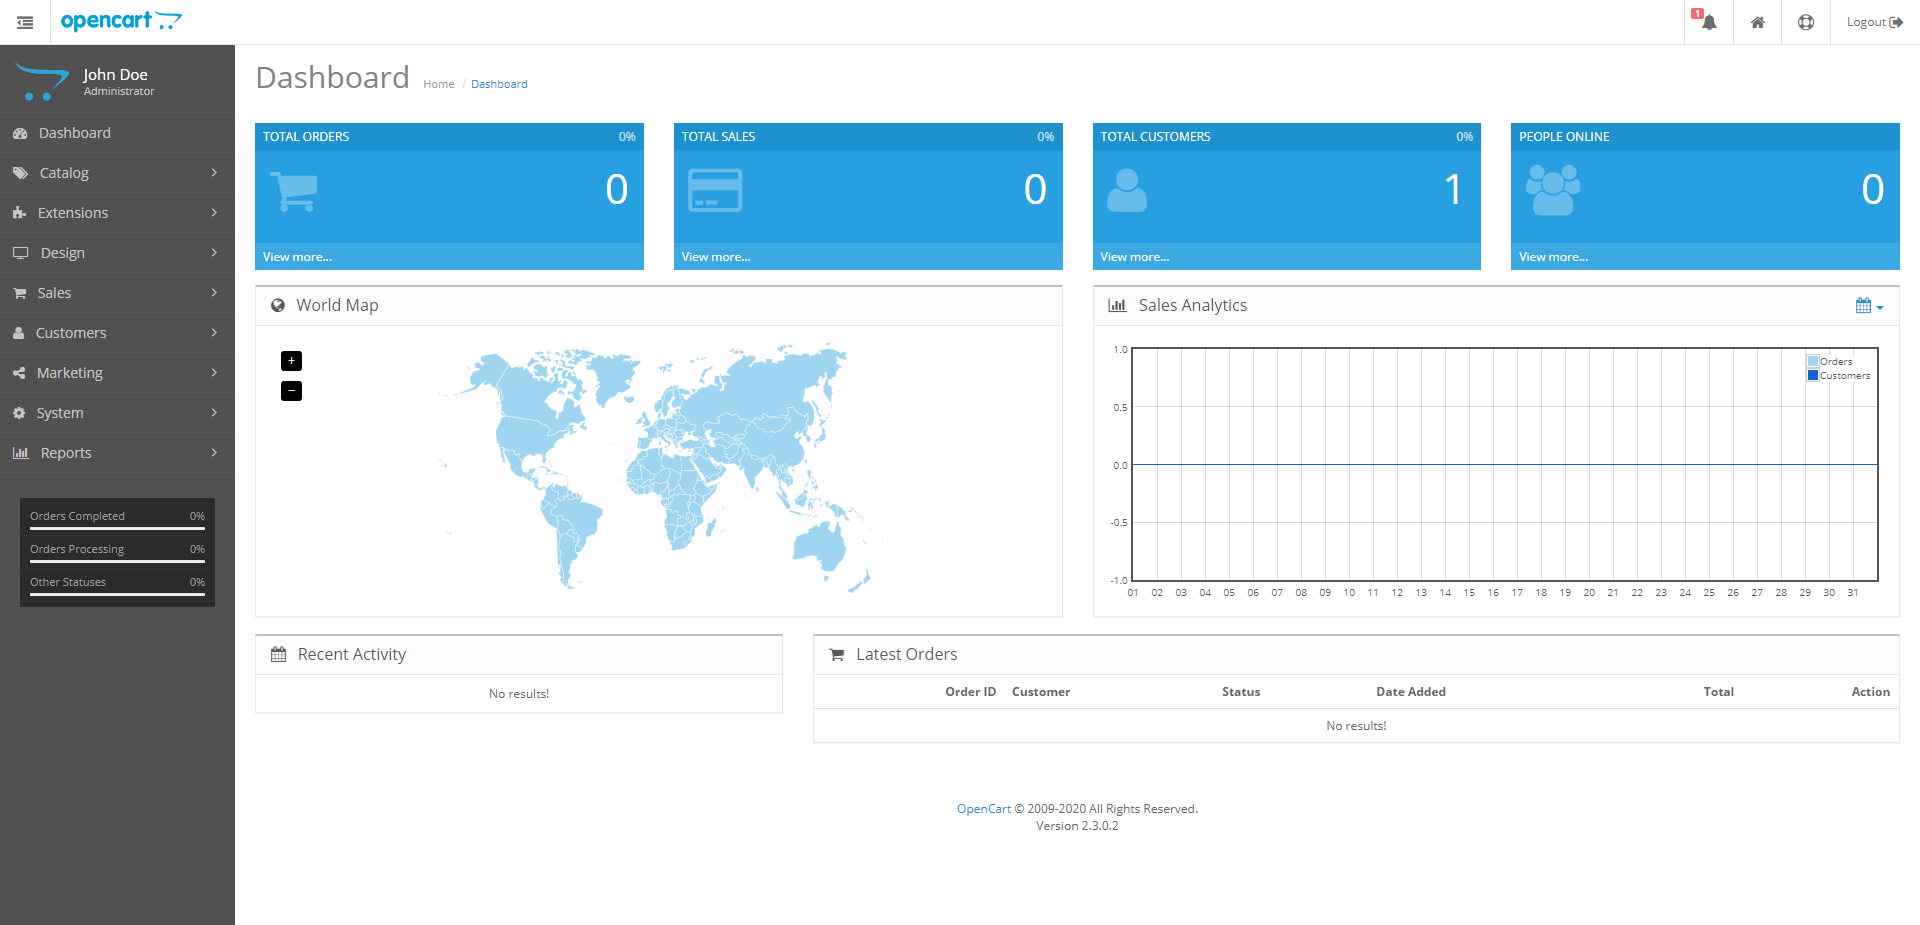 opencart
1
Logout
John Doe
Administrator
Dashboard
Catalog
Extensions
Design
Sales
Customers
Marketing
System
Reports
Orders Completed 0%
Orders Processing 0%
Other Statuses 0%
Dashboard Home / Dashboard
TOTAL ORDERS 0%
0
View more...
TOTAL SALES 0%
0
View more...
TOTAL CUSTOMERS 0%
1
View more...
PEOPLE ONLINE
0
View more...
World Map
+
−
Sales Analytics
1.0
0.5
0.0
-0.5
-1.0
Orders
Customers
01 02 03 04 05 06 07 08 09 10 11 12 13 14 15 16 17 18 19 20 21 22 23 24 25 26 27 28 29 30 31
Recent Activity
No results!
Latest Orders
Order ID Customer Status Date Added Total Action
No results!
OpenCart © 2009-2020 All Rights Reserved.
Version 2.3.0.2